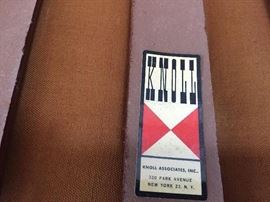 KNOLL
KNOLL ASSOCIATES, INC.
320 PARK AVENUE
NEW YORK 22, N. Y.